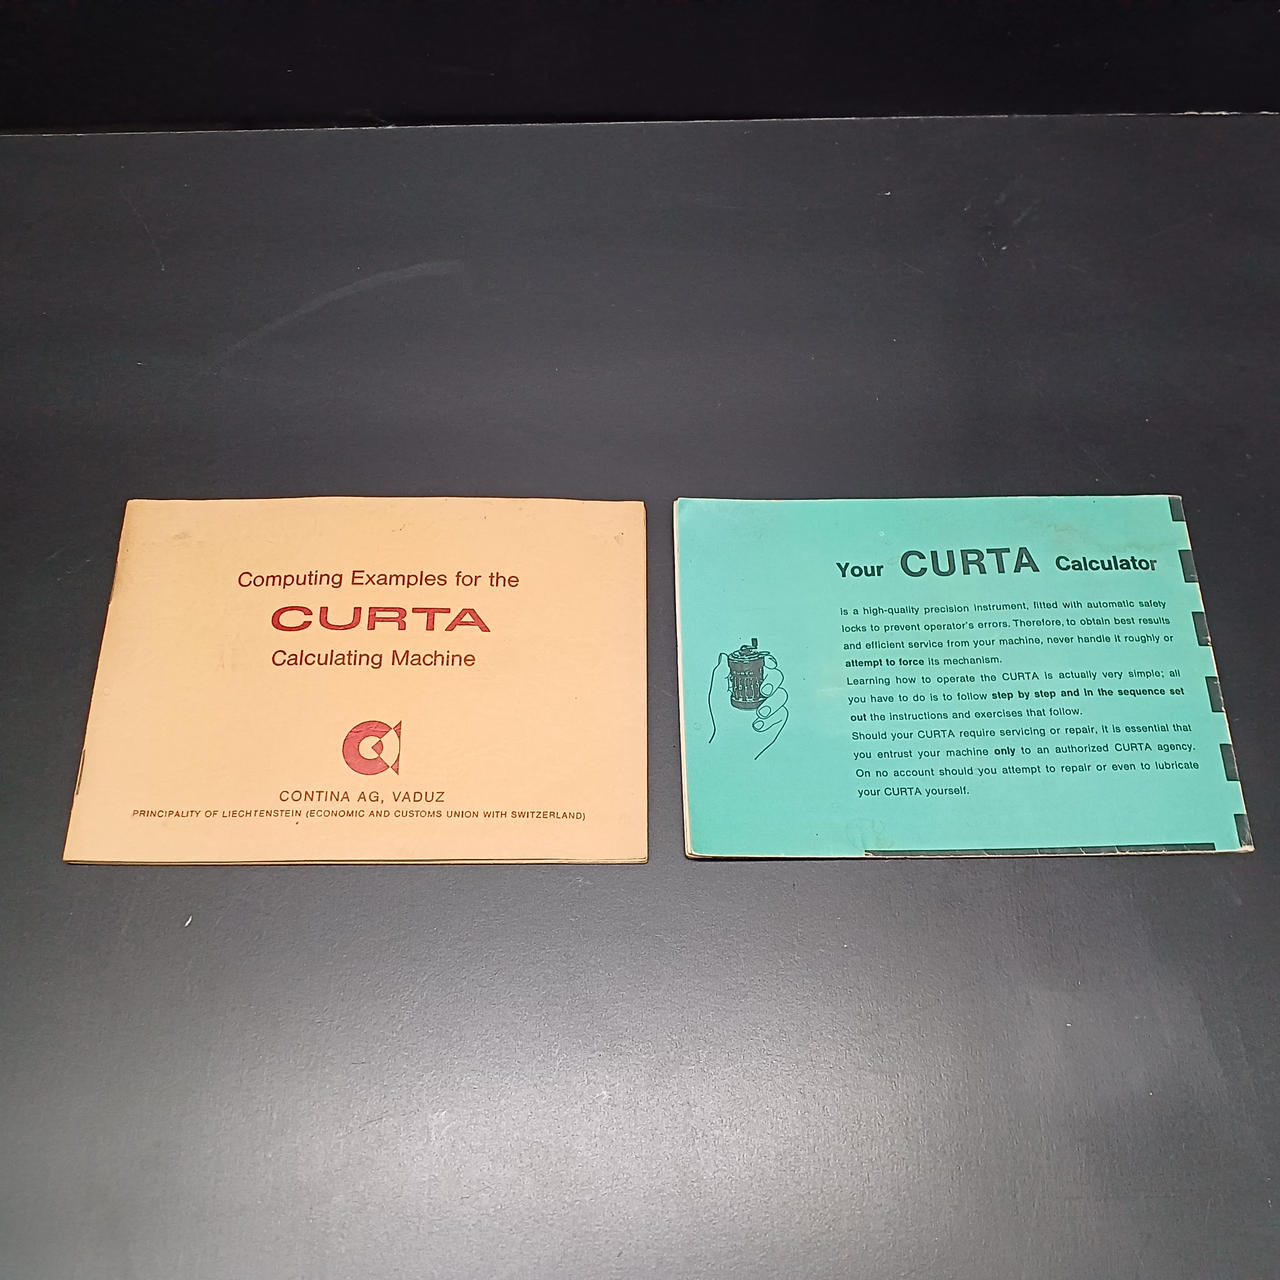 Computing Examples for the
CURTA
Calculating Machine
CONTINA AG, VADUZ
PRINCIPALITY OF LIECHTENSTEIN (ECONOMIC AND CUSTOMS UNION WITH SWITZERLAND)
Your CURTA Calculator
is a high-quality precision instrument, fitted with automatic safety
locks to prevent operator's errors. Therefore, to obtain best results
and efficient service from your machine, never handle it roughly or
attempt to force its mechanism.
Learning how to operate the CURTA is actually very simple; all
you have to do is to follow step by step and in the sequence set
out the instructions and exercises that follow.
Should your CURTA require servicing or repair, it is essential that
you entrust your machine only to an authorized CURTA agency.
On no account should you attempt to repair or even to lubricate
your CURTA yourself.